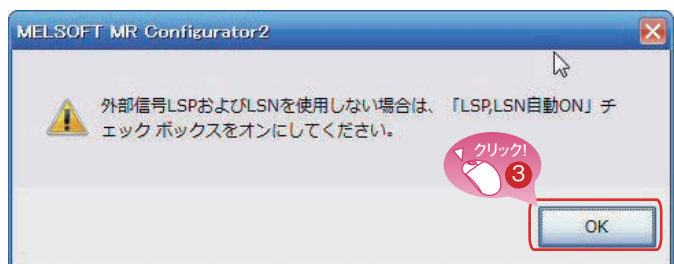 MELSOFT MR Configurator2
外部信号LSPおよびLSNを使用しない場合は、「LSP,LSN自動ON」チ
ェック ボックスをオンにしてください。
クリック!
3
OK